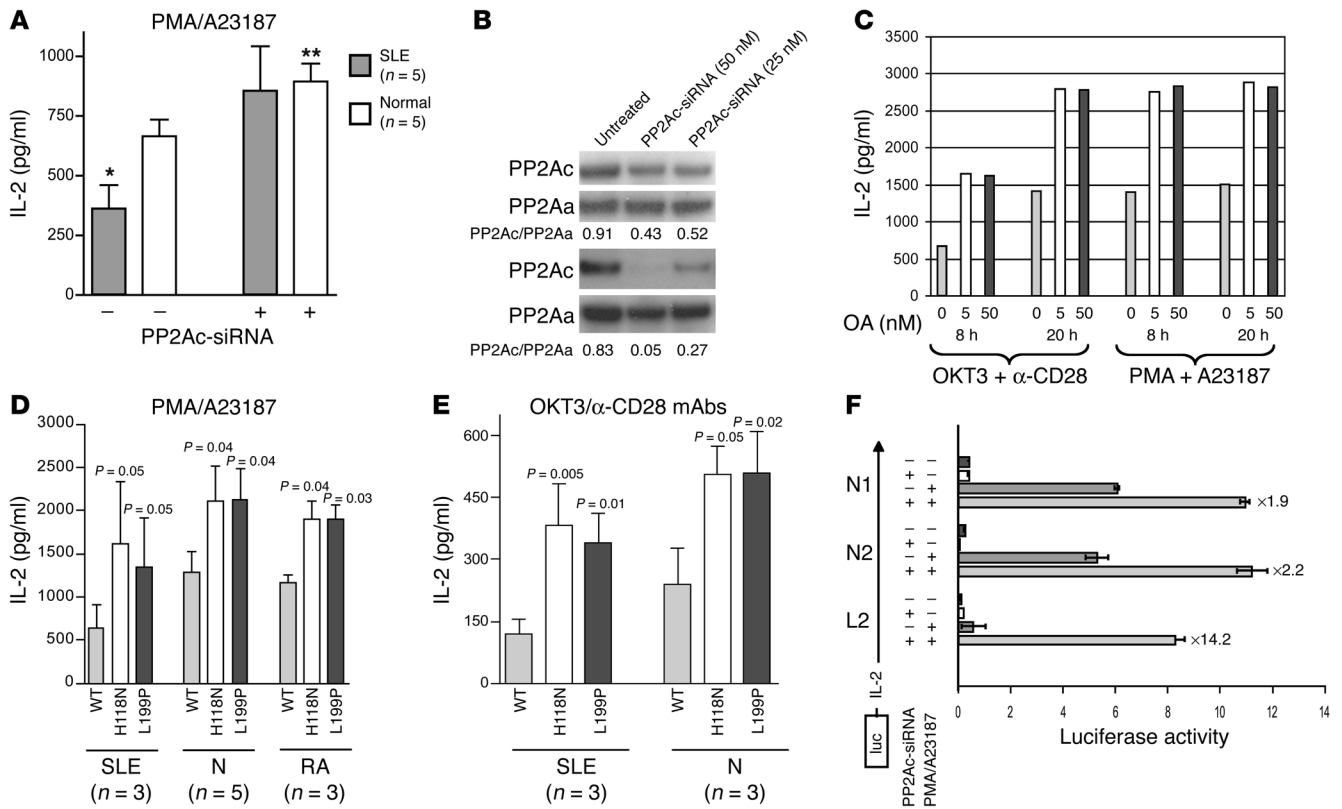 A
PMA/A23187
IL-2 (pg/ml)
1000
750
500
250
0
*
**
SLE
(n = 5)
Normal
(n = 5)
– – + +
PP2Ac-siRNA
B
Untreated
PP2Ac-siRNA (50 nM)
PP2Ac-siRNA (25 nM)
PP2Ac
PP2Aa
PP2Ac/PP2Aa 0.91 0.43 0.52
PP2Ac
PP2Aa
PP2Ac/PP2Aa 0.83 0.05 0.27
C
IL-2 (pg/ml)
3500
3000
2500
2000
1500
1000
500
0
OA (nM) 0 5 50 0 5 50 0 5 50 0 5 50
8 h 20 h 8 h 20 h
OKT3 + α-CD28 PMA + A23187
D
PMA/A23187
IL-2 (pg/ml)
3000
2500
2000
1500
1000
500
0
P = 0.05
P = 0.05
P = 0.04
P = 0.04
P = 0.04
P = 0.03
WT H118N L199P WT H118N L199P WT H118N L199P
SLE N RA
(n = 3) (n = 5) (n = 3)
E
OKT3/α-CD28 mAbs
IL-2 (pg/ml)
600
450
300
150
0
P = 0.005
P = 0.01
P = 0.05
P = 0.02
WT H118N L199P WT H118N L199P
SLE N
(n = 3) (n = 3)
F
N1
– –
+ –
– +
+ + ×1.9
N2
– –
+ –
– +
+ + ×2.2
L2
– –
+ –
– +
+ + ×14.2
luc
IL-2
PP2Ac-siRNA
PMA/A23187
0 2 4 6 8 10 12 14
Luciferase activity